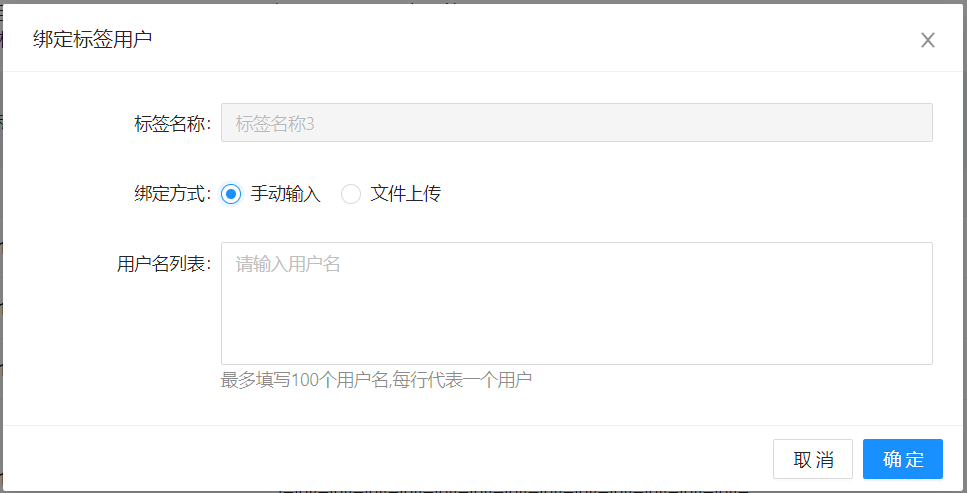 绑定标签用户
标签名称: 标签名称3
绑定方式: 手动输入 文件上传
用户名列表: 请输入用户名
最多填写100个用户名,每行代表一个用户
取 消 确 定